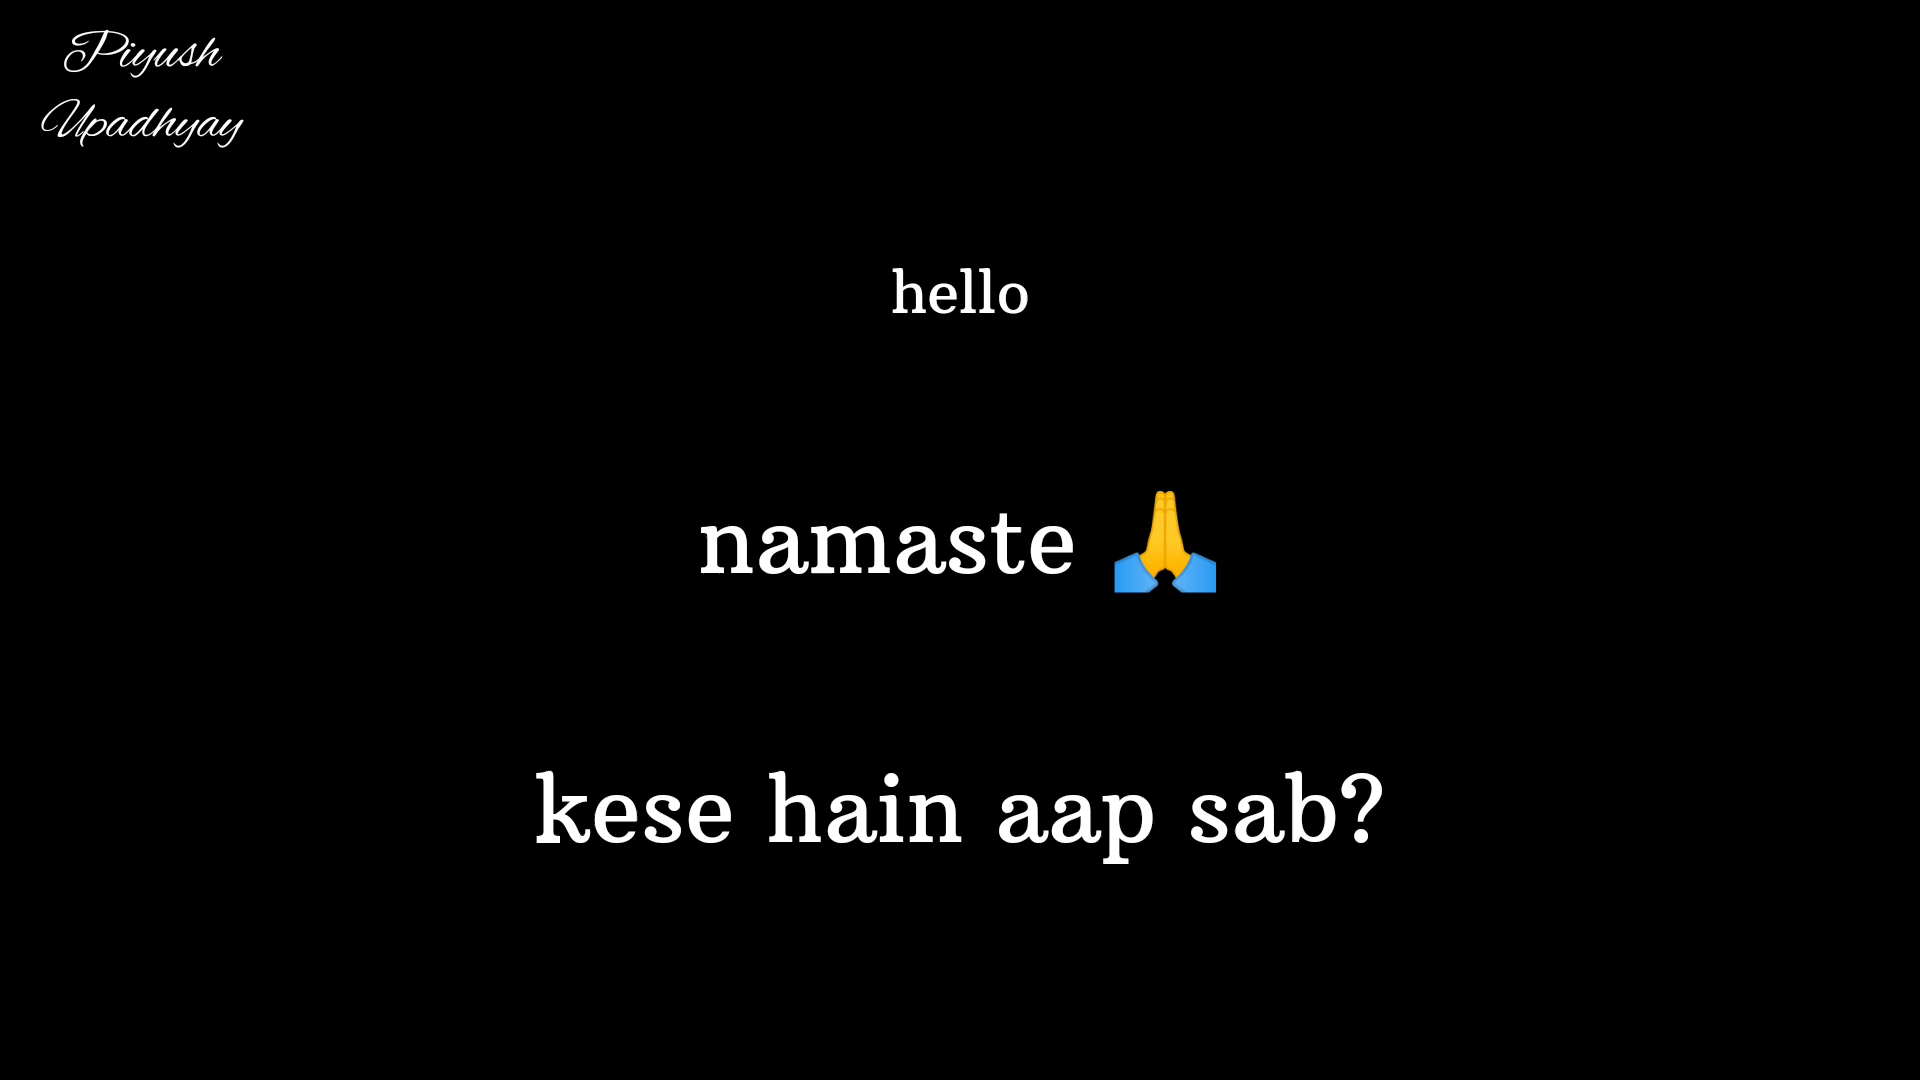 Piyush
Upadhyay
hello
namaste 🙏
kese hain aap sab?